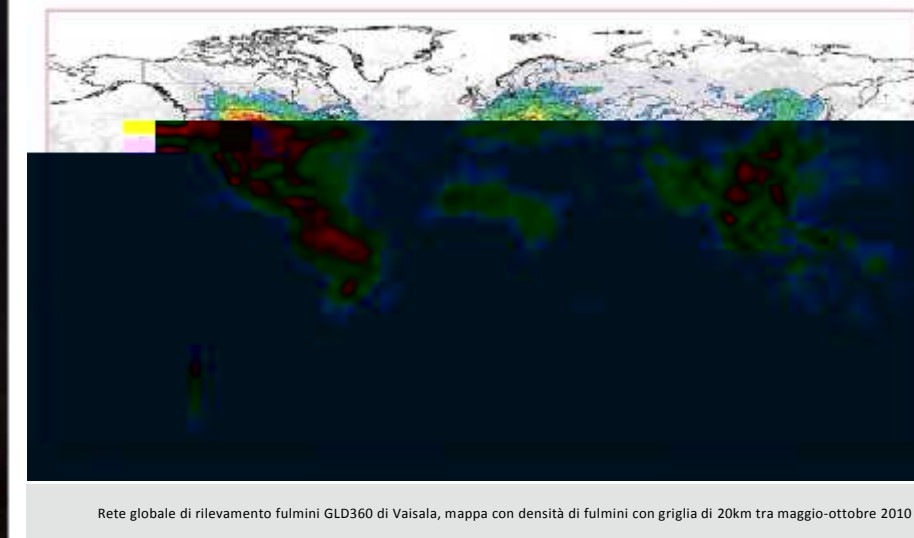 Rete globale di rilevamento fulmini GLD360 di Vaisala, mappa con densità di fulmini con griglia di 20km tra maggio-ottobre 2010